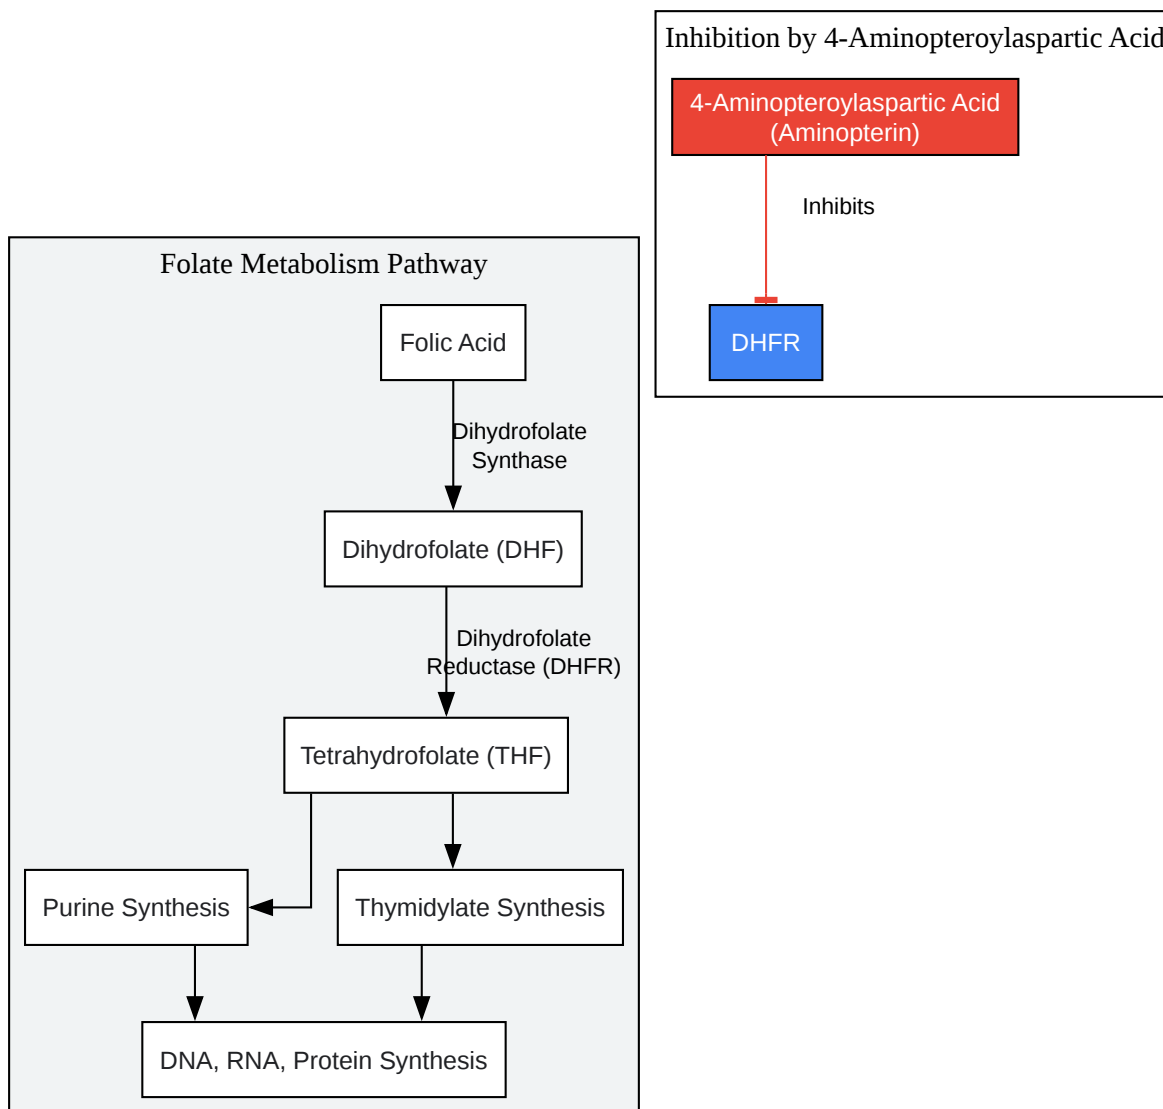 Inhibition by 4-Aminopteroylaspartic Acid
4-Aminopteroylaspartic Acid
(Aminopterin)
Inhibits
DHFR
Folate Metabolism Pathway
Folic Acid
Dihydrofolate
Synthase
Dihydrofolate (DHF)
Dihydrofolate
Reductase (DHFR)
Tetrahydrofolate (THF)
Purine Synthesis
Thymidylate Synthesis
DNA, RNA, Protein Synthesis